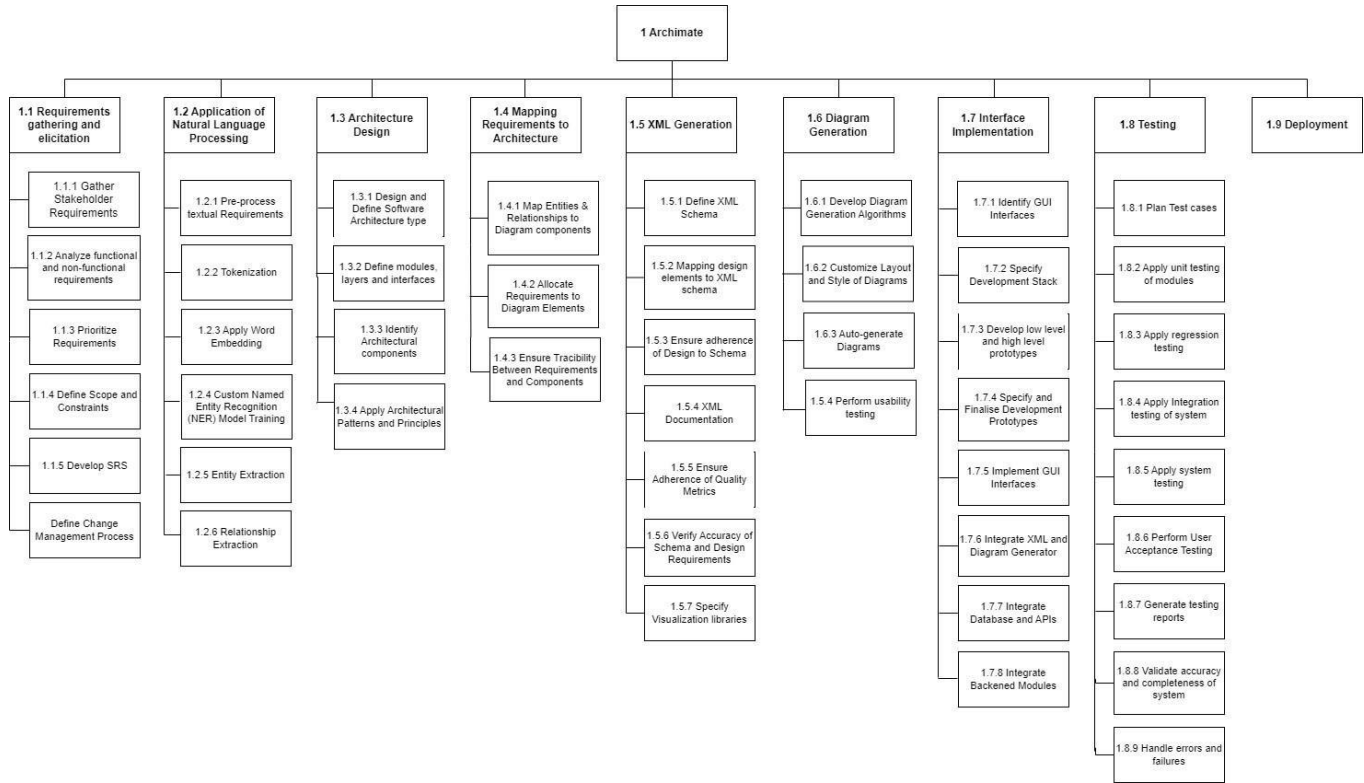 1 Archimate
1.1 Requirements
gathering and
elicitation
1.1.1 Gather
Stakeholder
Requirements
1.1.2 Analyze functional
and non-functional
requirements
1.1.3 Prioritize
Requirements
1.1.4 Define Scope and
Constraints
1.1.5 Develop SRS
Define Change
Management Process
1.2 Application of
Natural Language
Processing
1.2.1 Pre-process
textual Requirements
1.2.2 Tokenization
1.2.3 Apply Word
Embedding
1.2.4 Custom Named
Entity Recognition
(NER) Model Training
1.2.5 Entity Extraction
1.2.6 Relationship
Extraction
1.3 Architecture
Design
1.3.1 Design and
Define Software
Architecture type
1.3.2 Define modules,
layers and interfaces
1.3.3 Identify
Architectural
components
1.3.4 Apply Architectural
Patterns and Principles
1.4 Mapping
Requirements to
Architecture
1.4.1 Map Entities &
Relationships to
Diagram components
1.4.2 Allocate
Requirements to
Diagram Elements
1.4.3 Ensure Tracibility
Between Requirements
and Components
1.5 XML Generation
1.5.1 Define XML
Schema
1.5.2 Mapping design
elements to XML
schema
1.5.3 Ensure adherence
of Design to Schema
1.5.4 XML
Documentation
1.5.5 Ensure
Adherence of Quality
Metrics
1.5.6 Verify Accuracy of
Schema and Design
Requirements
1.5.7 Specify
Visualization libraries
1.6 Diagram
Generation
1.6.1 Develop Diagram
Generation Algorithms
1.6.2 Customize Layout
and Style of Diagrams
1.6.3 Auto-generate
Diagrams
1.5.4 Perform usability
testing
1.7 Interface
Implementation
1.7.1 Identify GUI
Interfaces
1.7.2 Specify
Development Stack
1.7.3 Develop low level
and high level
prototypes
1.7.4 Specify and
Finalise Development
Prototypes
1.7.5 Implement GUI
Interfaces
1.7.6 Integrate XML and
Diagram Generator
1.7.7 Integrate
Database and APIs
1.7.8 Integrate
Backened Modules
1.8 Testing
1.8.1 Plan Test cases
1.8.2 Apply unit testing
of modules
1.8.3 Apply regression
testing
1.8.4 Apply Integration
testing of system
1.8.5 Apply system
testing
1.8.6 Perform User
Acceptance Testing
1.8.7 Generate testing
reports
1.8.8 Validate accuracy
and completeness of
system
1.8.9 Handle errors and
failures
1.9 Deployment